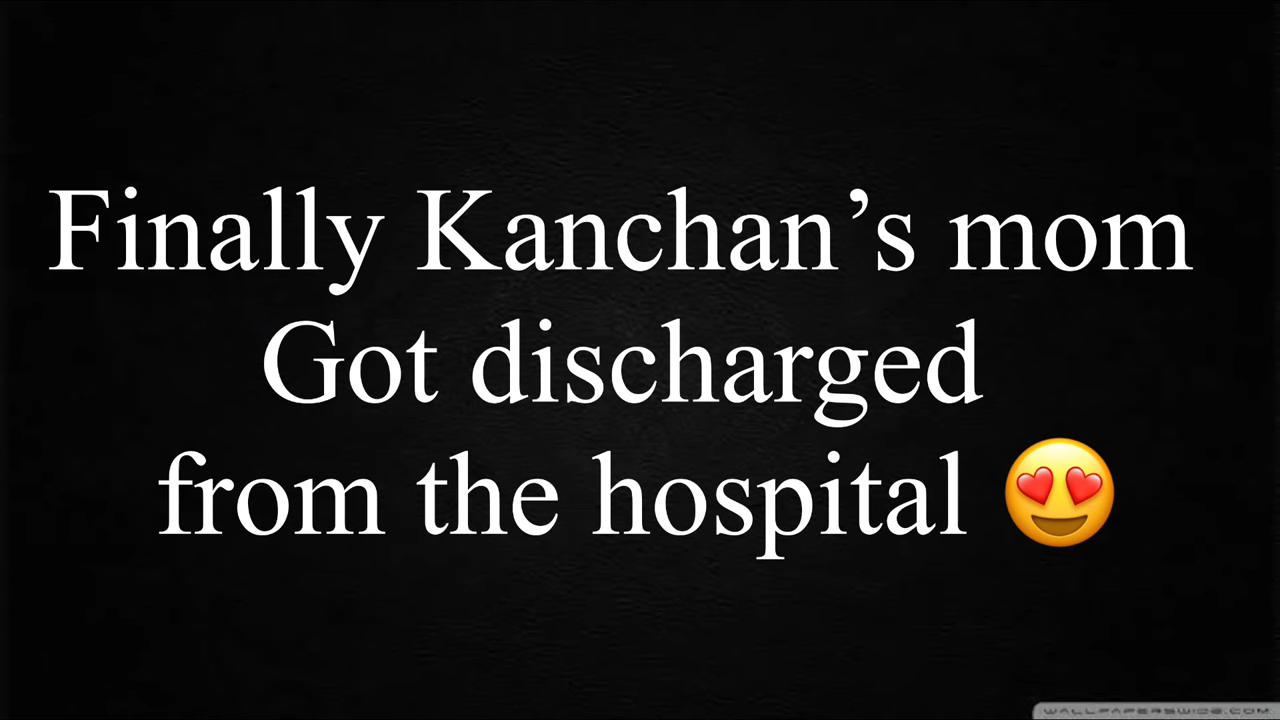 Finally Kanchan’s mom
Got discharged
from the hospital 😍
WALLPAPERSWIDE.COM